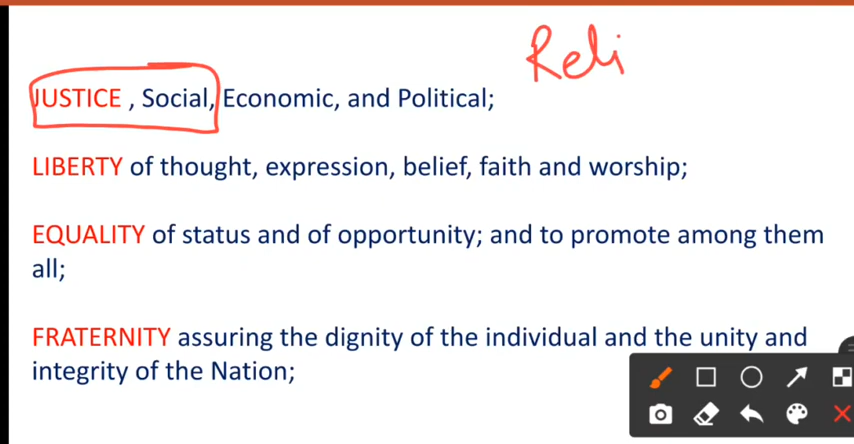 Reli
JUSTICE , Social, Economic, and Political;
LIBERTY of thought, expression, belief, faith and worship;
EQUALITY of status and of opportunity; and to promote among them
all;
FRATERNITY assuring the dignity of the individual and the unity and
integrity of the Nation;